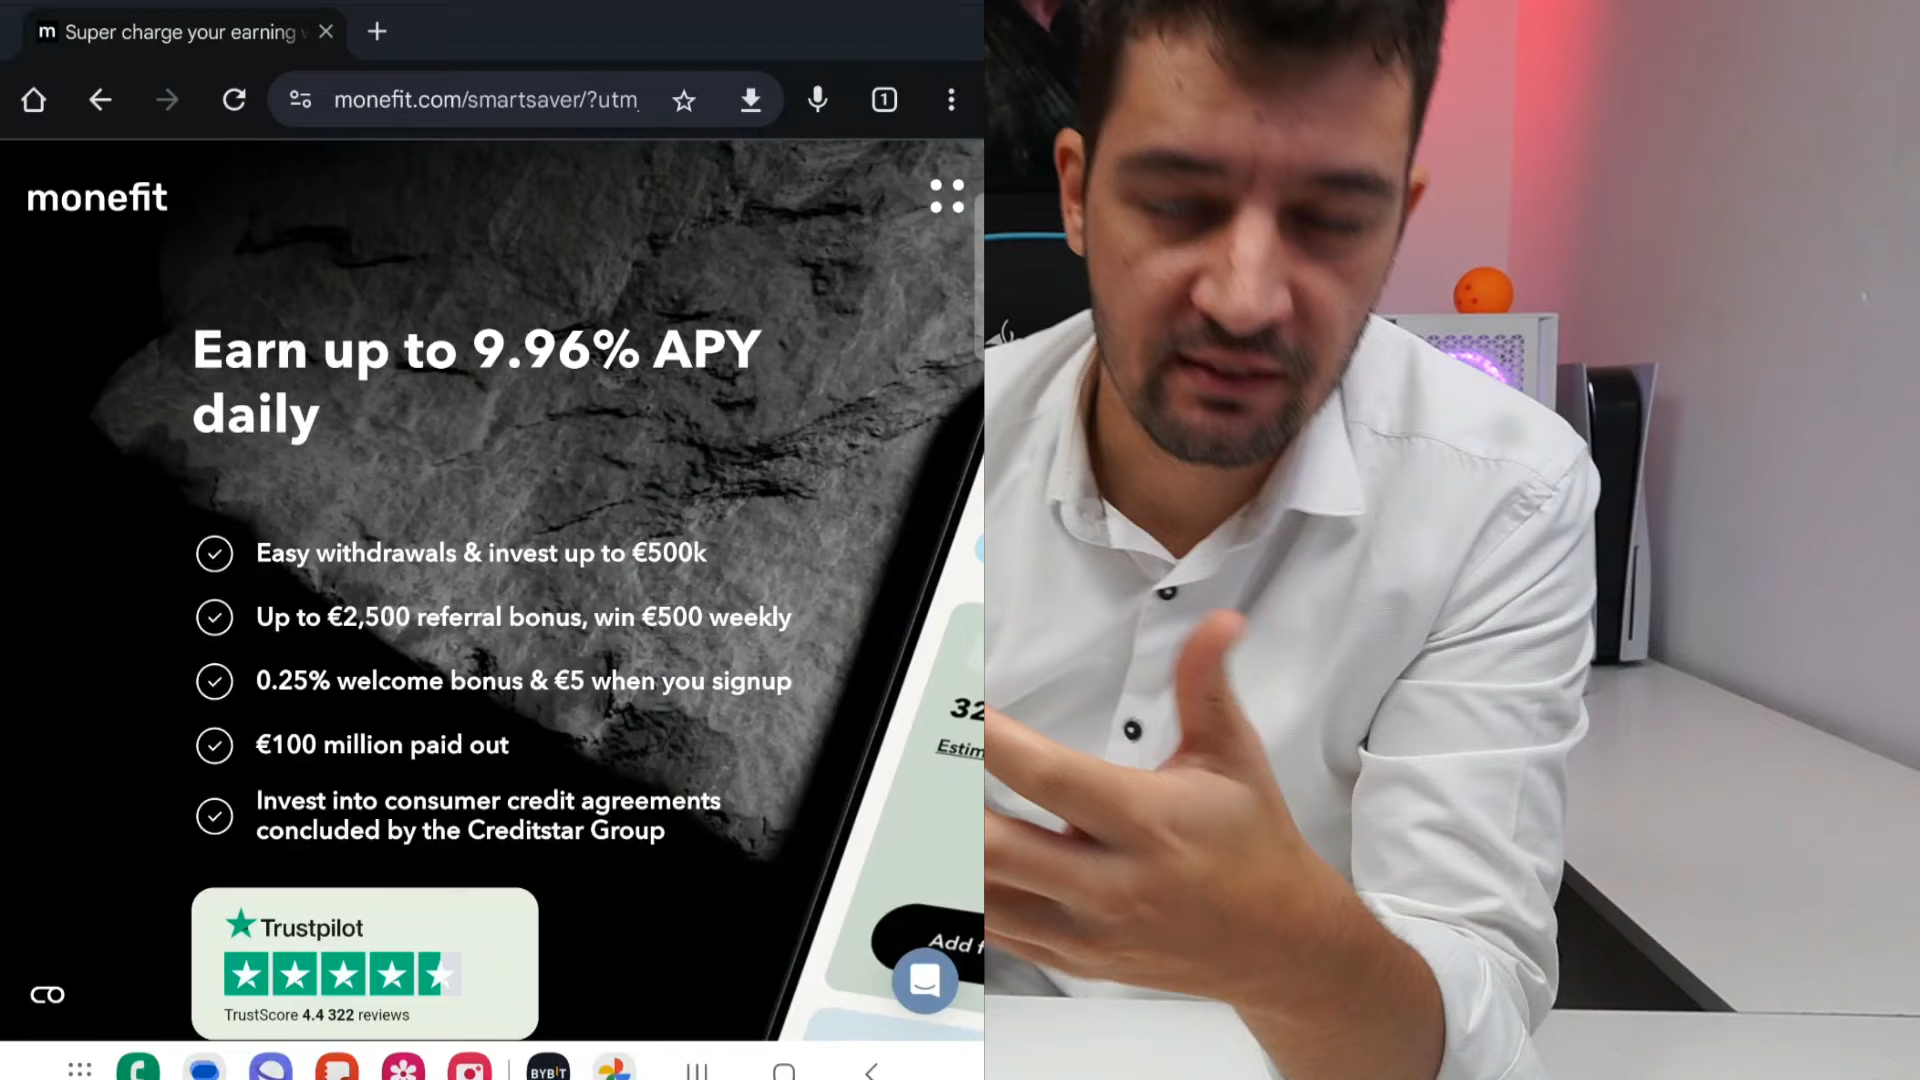 m Super charge your earning
monefit.com/smartsaver/?utm_
1
monefit
Earn up to 9.96% APY
daily
Easy withdrawals & invest up to €500k
Up to €2,500 referral bonus, win €500 weekly
0.25% welcome bonus & €5 when you signup
€100 million paid out
Invest into consumer credit agreements
concluded by the Creditstar Group
32
Estim
Add f
Trustpilot
TrustScore 4.4 322 reviews
BYBIT